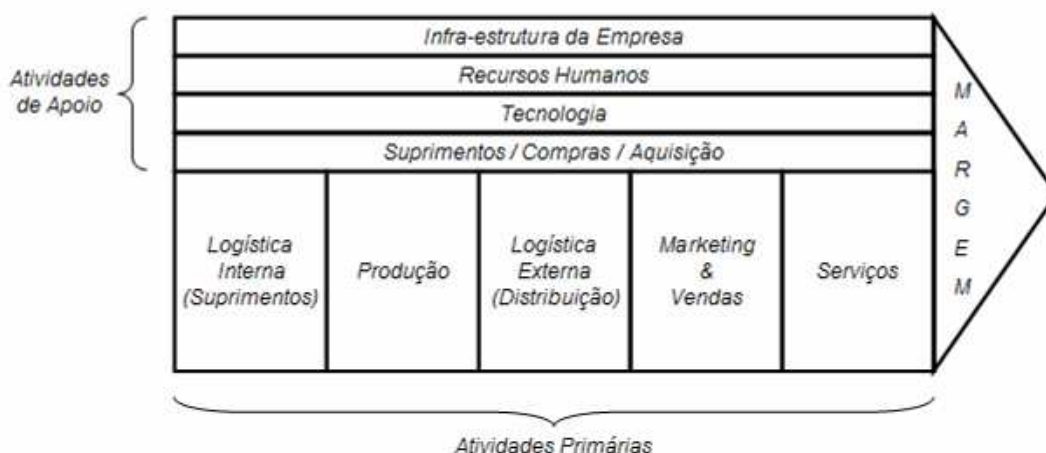 Infra-estrutura da Empresa
Recursos Humanos
Tecnologia
Suprimentos / Compras / Aquisição
Atividades
de Apoio
Logística
Interna
(Suprimentos)
Produção
Logística
Externa
(Distribuição)
Marketing
&
Vendas
Serviços
M
A
R
G
E
M
Atividades Primárias